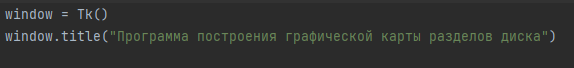 window = Tk()
window.title("Программа построения графической карты разделов диска")